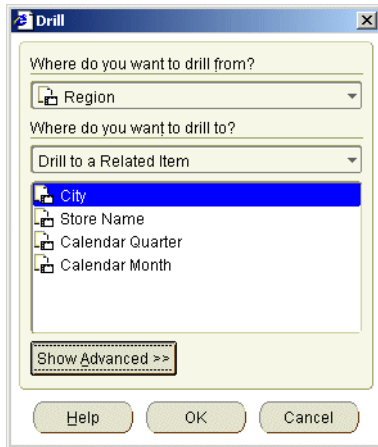 Drill
Where do you want to drill from?
Region
Where do you want to drill to?
Drill to a Related Item
City
Store Name
Calendar Quarter
Calendar Month
Show Advanced >>
Help OK Cancel